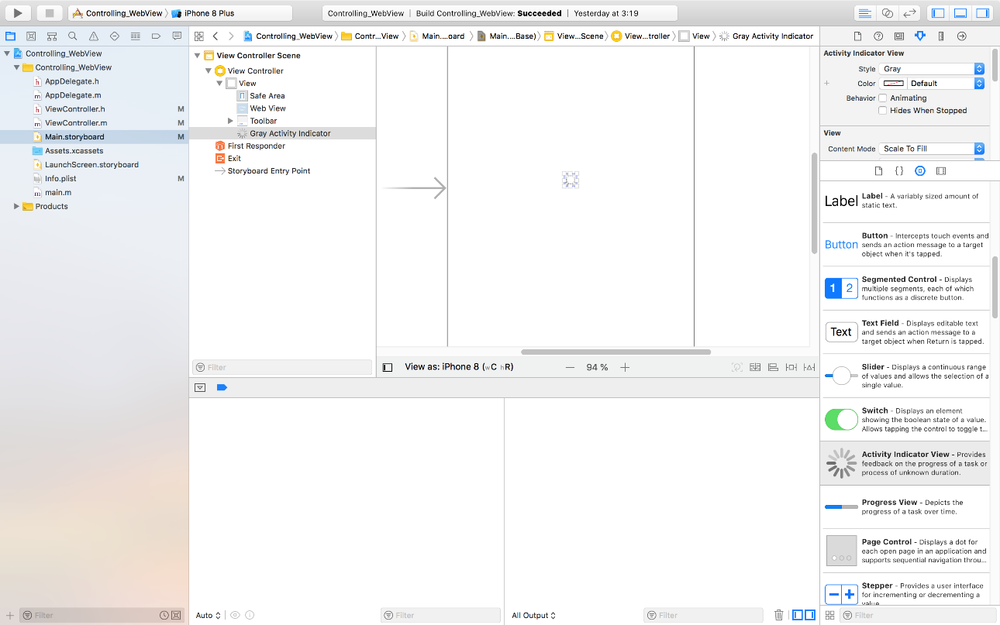 Controlling_WebView
iPhone 8 Plus
Controlling_WebView
Build Controlling_WebView: Succeeded
Yesterday at 3:19
Controlling_WebView
Contr...View
Main....oard
Main....Base)
View...Scene
View...troller
View
Gray Activity Indicator
Controlling_WebView
Controlling_WebView
AppDelegate.h
AppDelegate.m
ViewController.h
M
ViewController.m
M
Main.storyboard
M
Assets.xcassets
LaunchScreen.storyboard
Info.plist
M
main.m
Products
Filter
View Controller Scene
View Controller
View
Safe Area
Web View
Toolbar
Gray Activity Indicator
First Responder
Exit
Storyboard Entry Point
Filter
View as: iPhone 8 (wC hR)
— 94 % +
Auto
Filter
All Output
Filter
Activity Indicator View
Style Gray
Color Default
Behavior Animating
Hides When Stopped
View
Content Mode Scale To Fill
{}
Label
Label - A variably sized amount of
static text.
Button
Button - Intercepts touch events and
sends an action message to a target
object when it's tapped.
1 2
Segmented Control - Displays
multiple segments, each of which
functions as a discrete button.
Text
Text Field - Displays editable text
and sends an action message to a
target object when Return is tapped.
Slider - Displays a continuous range
of values and allows the selection of a
single value.
Switch - Displays an element
showing the boolean state of a value.
Allows tapping the control to toggle t...
Activity Indicator View - Provides
feedback on the progress of a task or
process of unknown duration.
Progress View - Depicts the
progress of a task over time.
Page Control - Displays a dot for
each open page in an application and
supports sequential navigation throu...
Stepper - Provides a user interface
for incrementing or decrementing a
value.
Filter